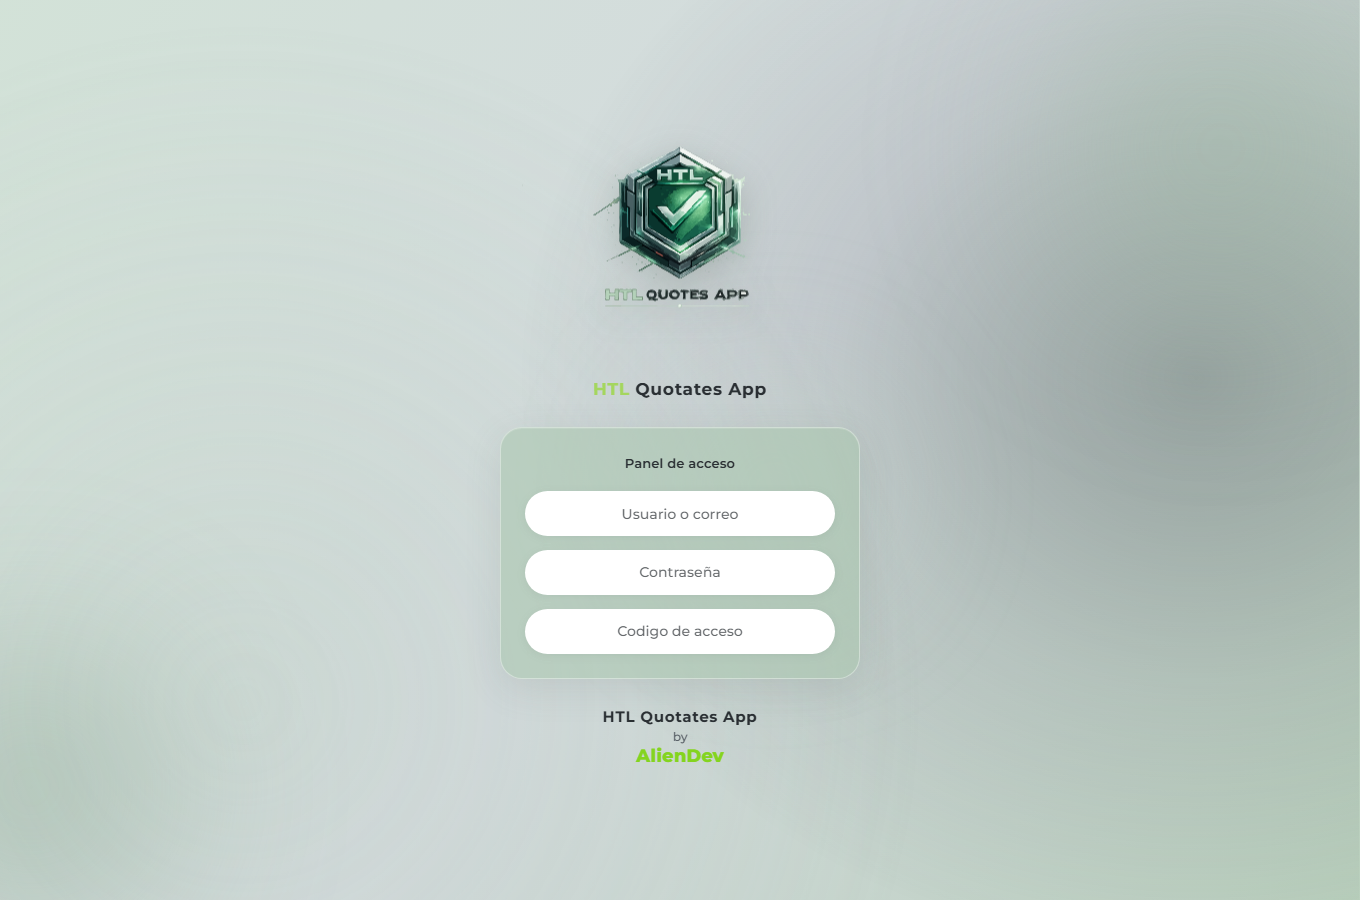 HTL
HTL QUOTES APP
HTL Quotates App
Panel de acceso
Usuario o correo
Contraseña
Codigo de acceso
HTL Quotates App
by
AlienDev